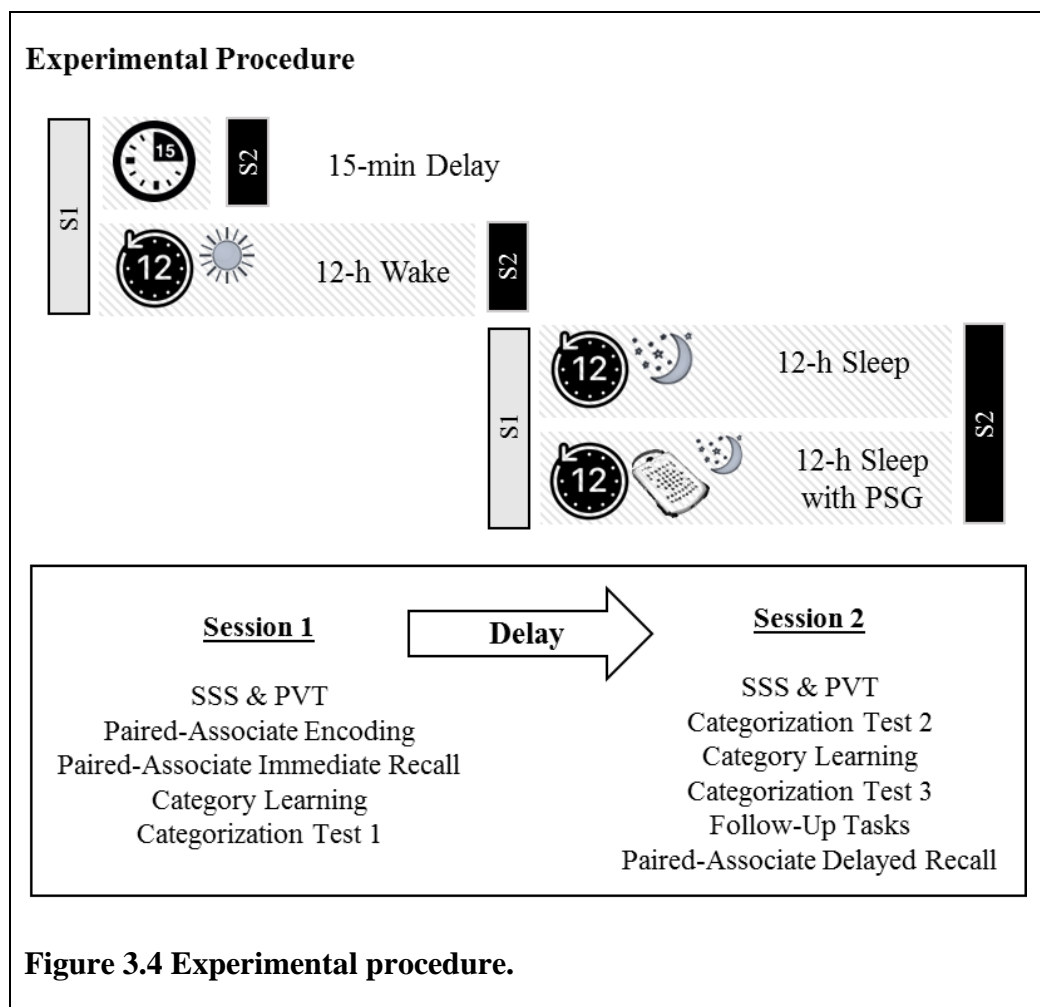 Experimental Procedure
S1
15
S2
15-min Delay
12
12-h Wake
S2
S1
12
12-h Sleep
12
12-h Sleep
with PSG
S2
Session 1
Delay
Session 2
SSS & PVT
Paired-Associate Encoding
Paired-Associate Immediate Recall
Category Learning
Categorization Test 1
SSS & PVT
Categorization Test 2
Category Learning
Categorization Test 3
Follow-Up Tasks
Paired-Associate Delayed Recall
Figure 3.4 Experimental procedure.